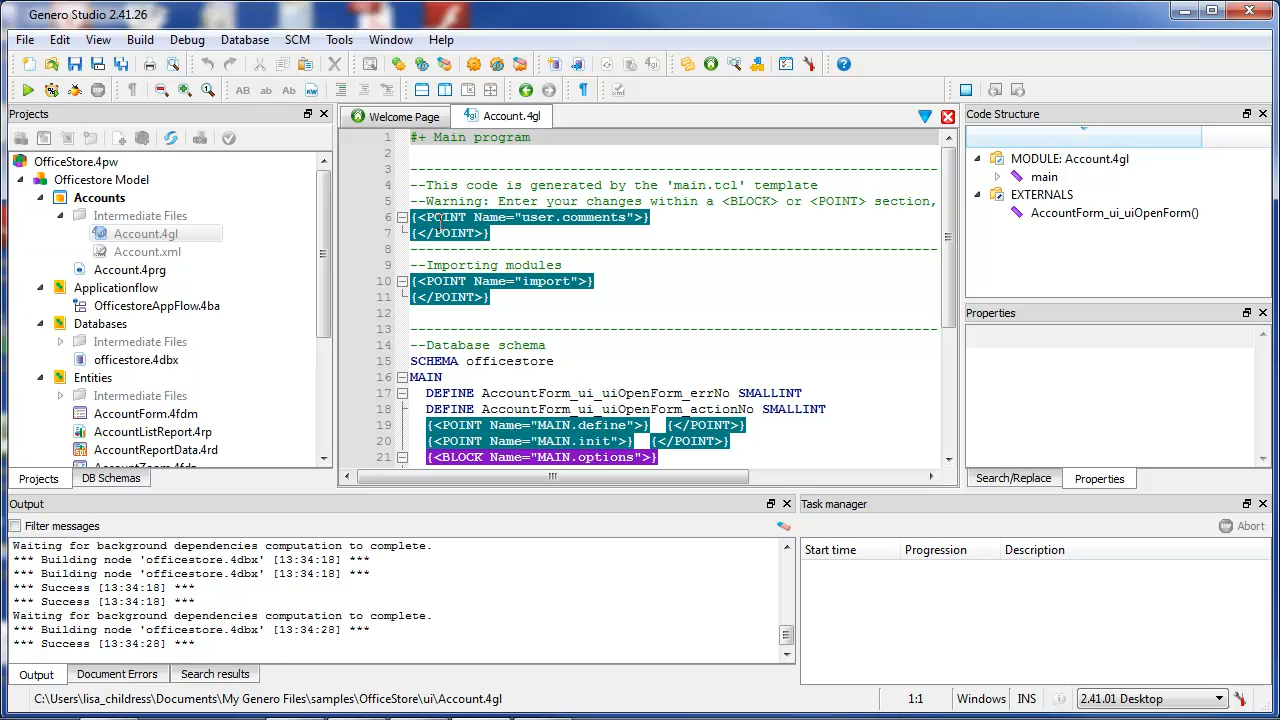 Genero Studio 2.41.26
File Edit View Build Debug Database SCM Tools Window Help
Projects
OfficeStore.4pw
Officestore Model
Accounts
Intermediate Files
Account.4gl
Account.xml
Account.4prg
Applicationflow
OfficestoreAppFlow.4ba
Databases
Intermediate Files
officestore.4dbx
Entities
Intermediate Files
AccountForm.4fdm
AccountListReport.4rp
AccountReportData.4rd
AccountZoom.4fdm
Projects DB Schemas
Welcome Page Account.4gl
1 #+ Main program
2
3 --------------------------------------------------------------------
4 --This code is generated by the 'main.tcl' template
5 --Warning: Enter your changes within a <BLOCK> or <POINT> section,
6 {<POINT Name="user.comments">}
7 {</POINT>}
8 --------------------------------------------------------------------
9 --Importing modules
10 {<POINT Name="import">}
11 {</POINT>}
12
13 --------------------------------------------------------------------
14 --Database schema
15 SCHEMA officestore
16 MAIN
17 DEFINE AccountForm_ui_uiOpenForm_errNo SMALLINT
18 DEFINE AccountForm_ui_uiOpenForm_actionNo SMALLINT
19 {<POINT Name="MAIN.define">} {</POINT>}
20 {<POINT Name="MAIN.init">} {</POINT>}
21 {<BLOCK Name="MAIN.options">}
Code Structure
MODULE: Account.4gl
main
EXTERNALS
AccountForm_ui_uiOpenForm()
Properties
Search/Replace Properties
Output
Filter messages
Waiting for background dependencies computation to complete.
*** Building node 'officestore.4dbx' [13:34:18] ***
*** Building node 'officestore.4dbx' [13:34:18] ***
*** Success [13:34:18] ***
*** Success [13:34:18] ***
Waiting for background dependencies computation to complete.
*** Building node 'officestore.4dbx' [13:34:28] ***
*** Success [13:34:28] ***
Output Document Errors Search results
Task manager
Abort
Start time Progression Description
C:\Users\lisa_childress\Documents\My Genero Files\samples\OfficeStore\ui\Account.4gl
1:1 Windows INS 2.41.01 Desktop